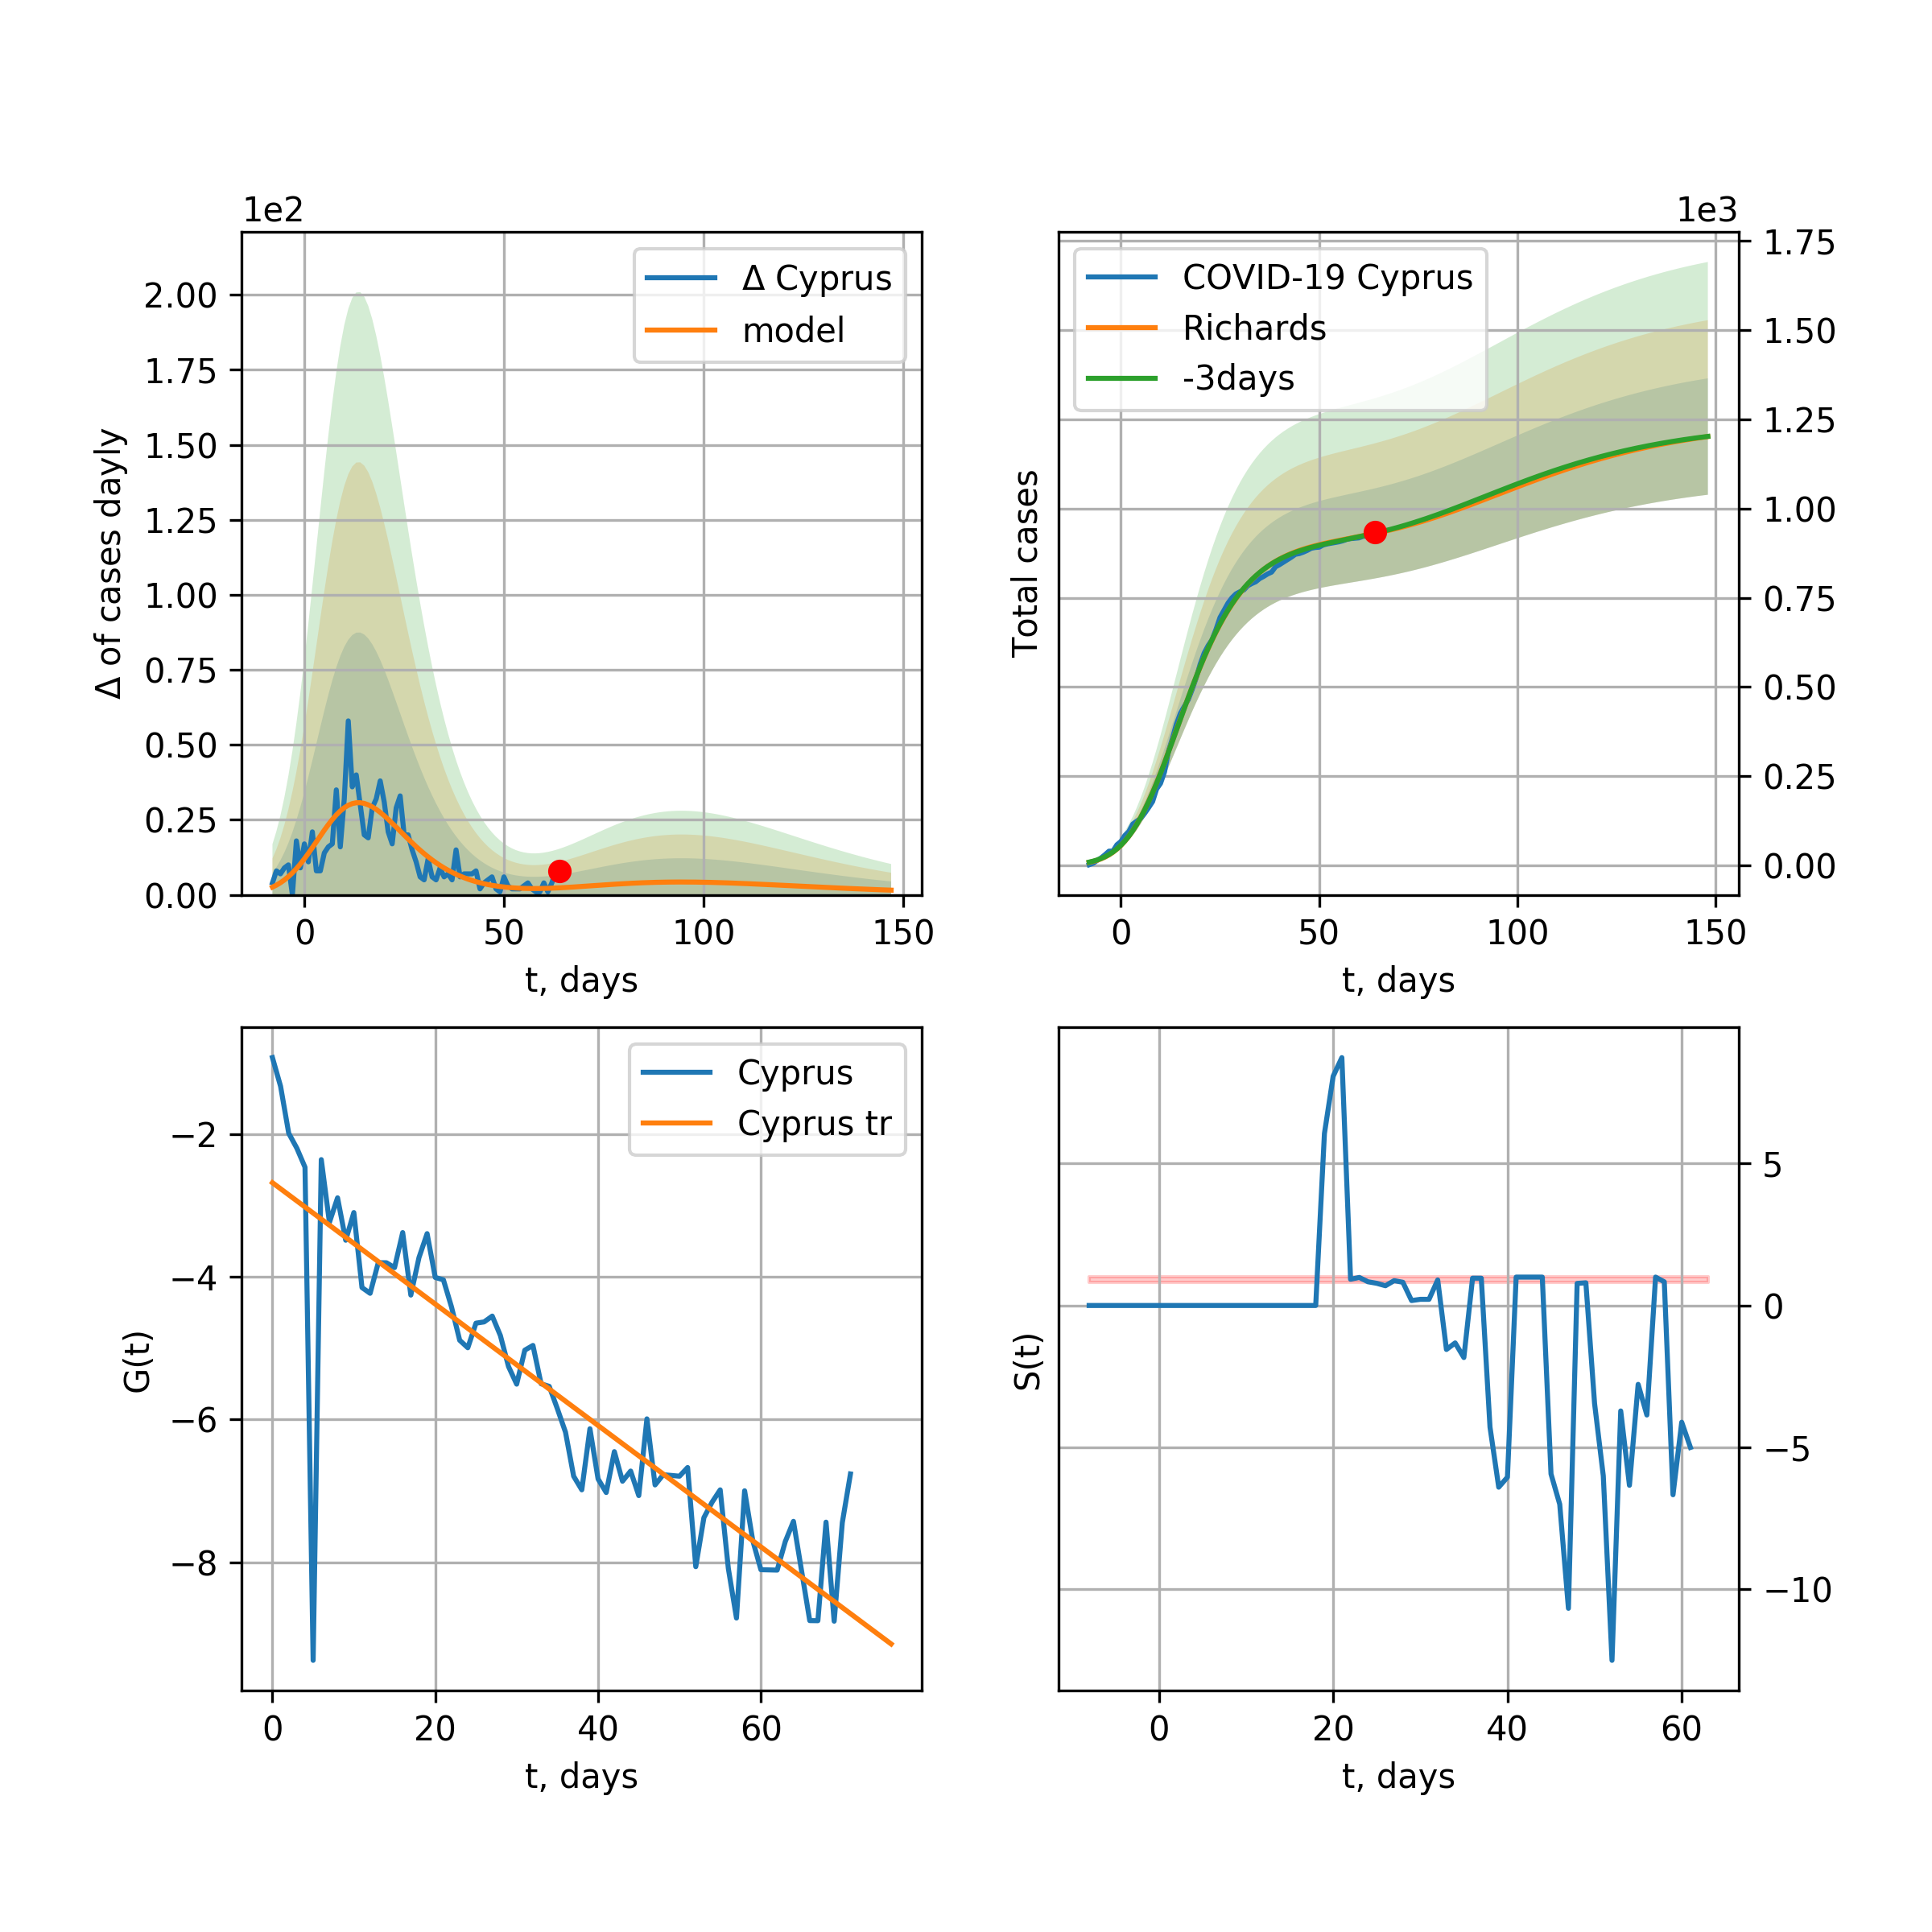 1e2
Δ Cyprus
model
2.00
1.75
1.50
1.25
1.00
0.75
0.50
0.25
0.00
Δ of cases dayly
0 50 100 150
t, days
1e3
COVID-19 Cyprus
Richards
-3days
1.75
1.50
1.25
1.00
0.75
0.50
0.25
0.00
Total cases
0 50 100 150
t, days
Cyprus
Cyprus tr
−2
−4
−6
−8
G(t)
0 20 40 60
t, days
5
0
−5
−10
S(t)
0 20 40 60
t, days